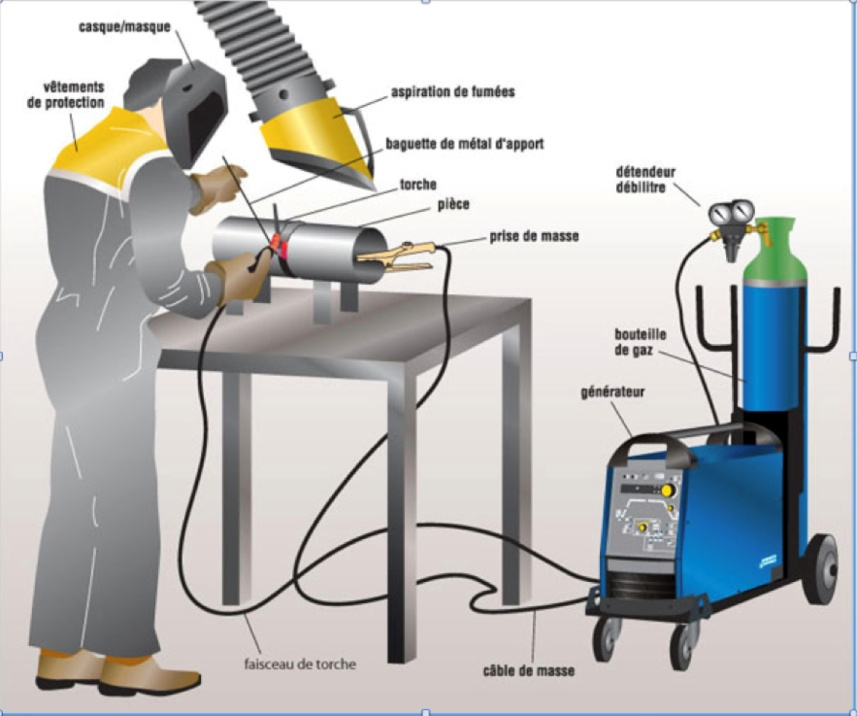 casque/masque
vêtements
de protection
aspiration de fumées
baguette de métal d'apport
torche
pièce
prise de masse
détendeur
débilitre
bouteille
de gaz
générateur
faisceau de torche
câble de masse